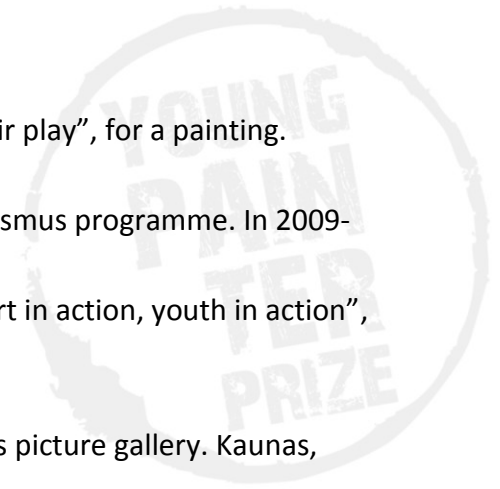 ir play”, for a painting.
smus programme. In 2009-
rt in action, youth in action”,
s picture gallery. Kaunas,
YOUNG
PAIN
TER
PRIZE